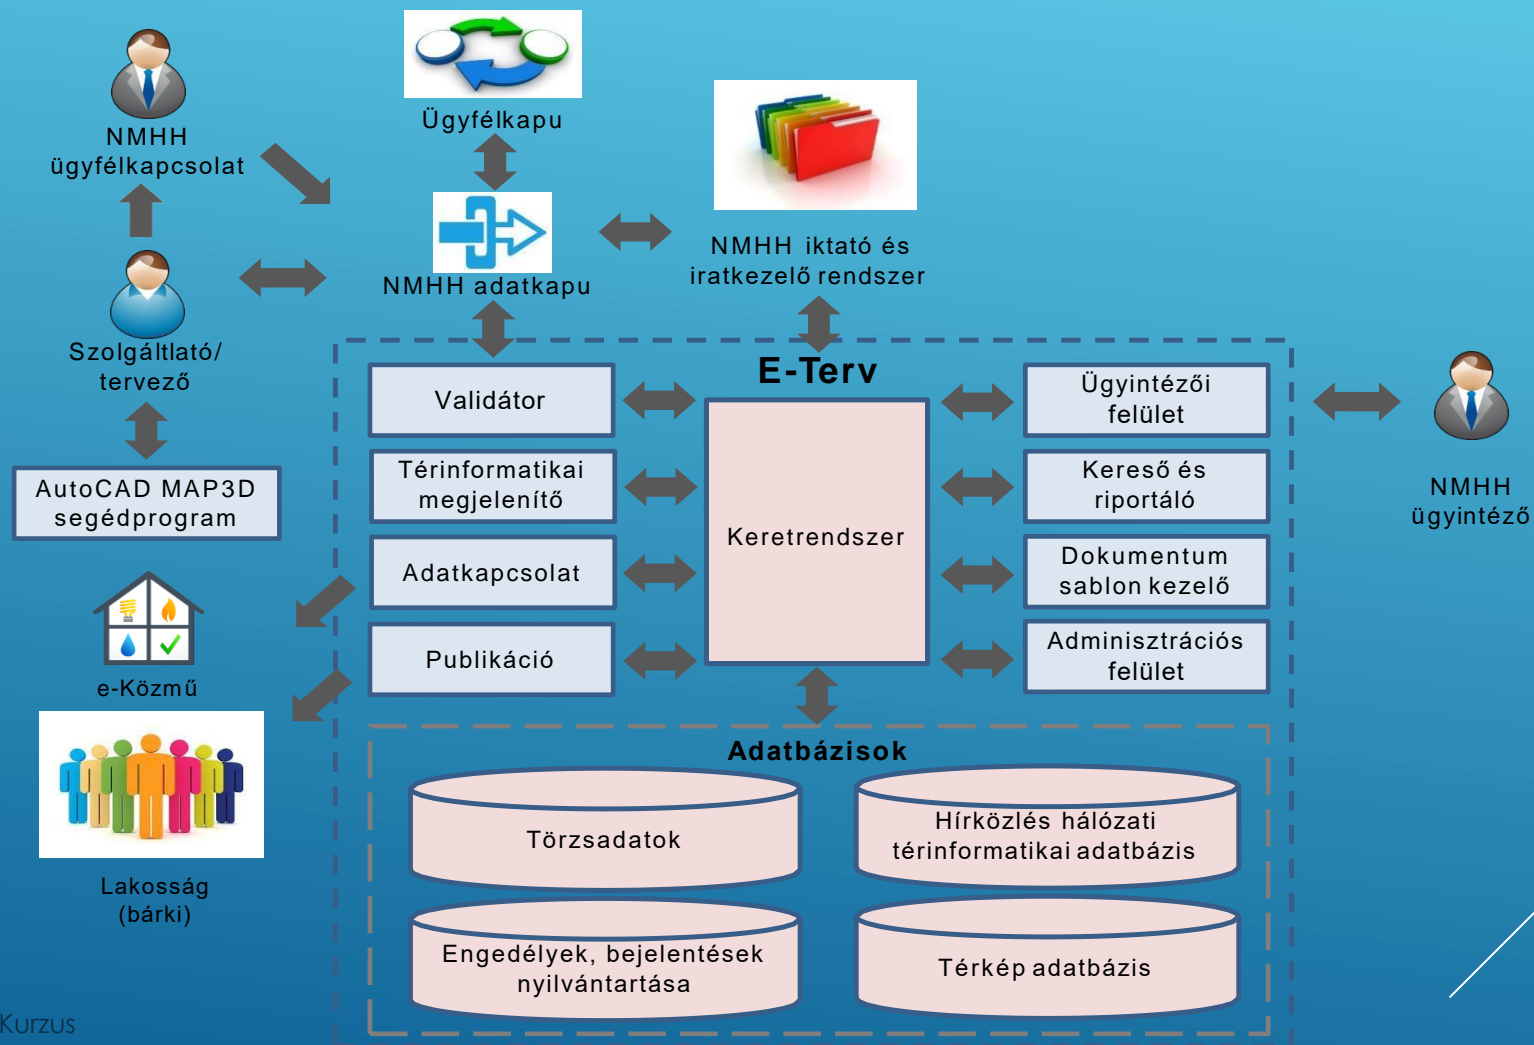 NMHH
ügyfélkapcsolat
Ügyfélkapu
NMHH iktató és
iratkezelő rendszer
NMHH adatkapu
Szolgáltlató/
tervező
AutoCAD MAP3D
segédprogram
e-Közmű
Lakosság
(bárki)
E-Terv
Validátor
Térinformatikai
megjelenítő
Adatkapcsolat
Publikáció
Keretrendszer
Ügyintézői
felület
Kereső és
riportáló
Dokumentum
sablon kezelő
Adminisztrációs
felület
NMHH
ügyintéző
Adatbázisok
Törzsadatok
Hírközlés hálózati
térinformatikai adatbázis
Engedélyek, bejelentések
nyilvántartása
Térkép adatbázis
Kurzus